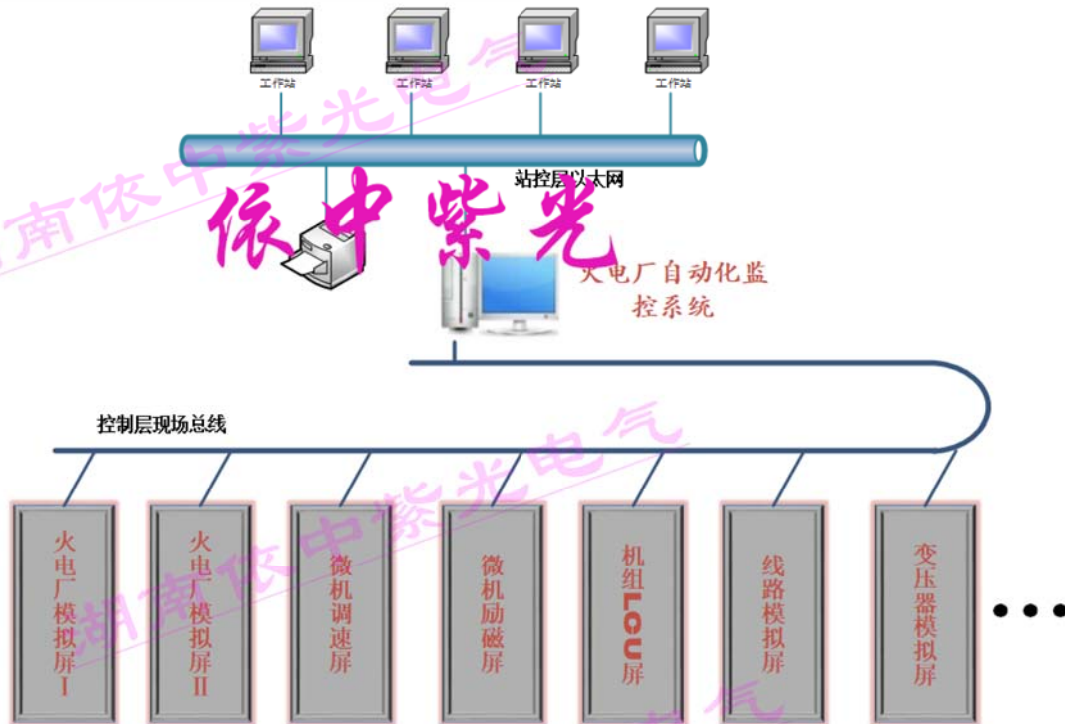 工作站
工作站
工作站
工作站
站控层以太网
依中紫光
火电厂自动化监
控系统
控制层现场总线
火电厂模拟屏Ⅰ
火电厂模拟屏Ⅱ
微机调速屏
微机励磁屏
机组LCU屏
线路模拟屏
变压器模拟屏
湖南依中紫光电气
湖南依中紫光电气
电气